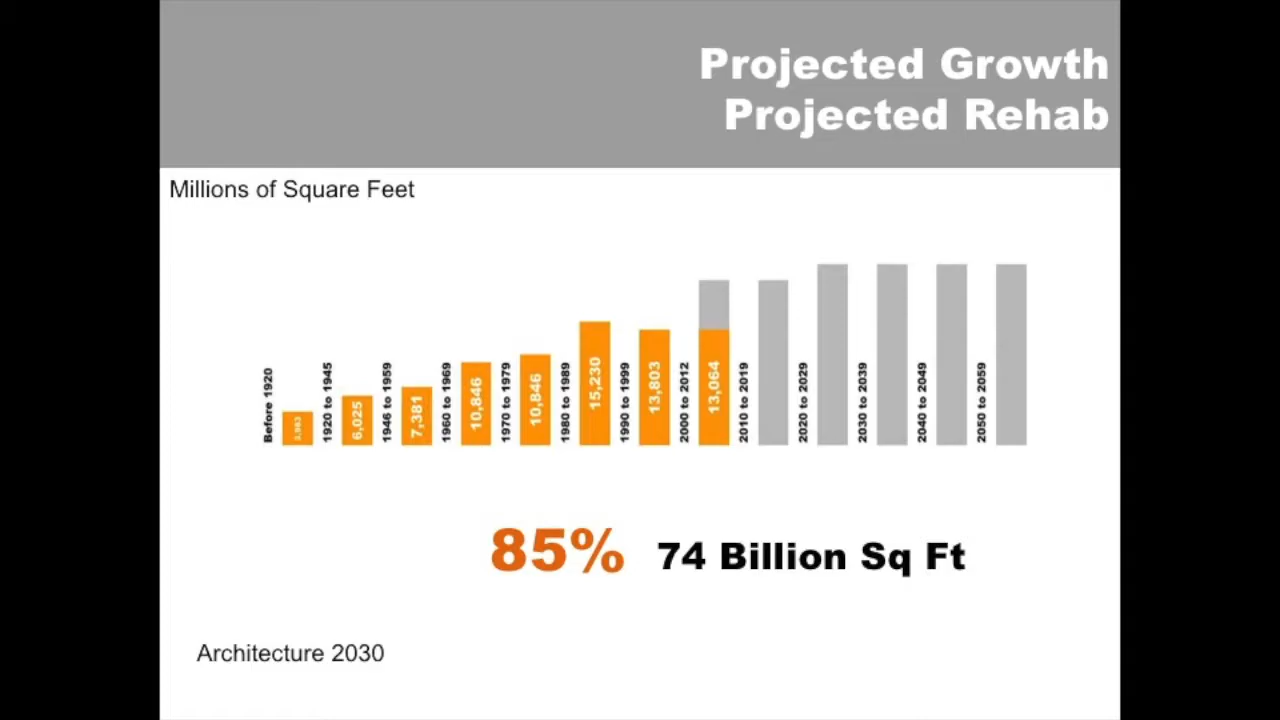 Projected Growth
Projected Rehab
Millions of Square Feet
Before 1920
1920 to 1945
6,025
1946 to 1959
7,381
1960 to 1969
10,846
1970 to 1979
10,846
1980 to 1989
15,230
1990 to 1999
13,803
2000 to 2012
13,064
2010 to 2019
2020 to 2029
2030 to 2039
2040 to 2049
2050 to 2059
85% 74 Billion Sq Ft
Architecture 2030